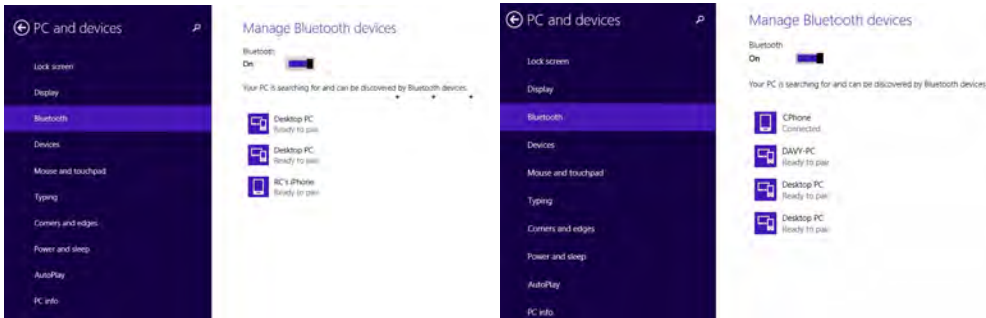 PC and devices
Lock screen
Display
Bluetooth
Devices
Mouse and touchpad
Typing
Corners and edges
Power and sleep
AutoPlay
PC info
Manage Bluetooth devices
Bluetooth
On
Your PC is searching for and can be discovered by Bluetooth devices
Desktop PC
Ready to pair
Desktop PC
Ready to pair
RC's iPhone
Ready to pair
PC and devices
Lock screen
Display
Bluetooth
Devices
Mouse and touchpad
Typing
Corners and edges
Power and sleep
AutoPlay
PC info
Manage Bluetooth devices
Bluetooth
On
Your PC is searching for and can be discovered by Bluetooth devices
CPhone
Connected
DAVY-PC
Ready to pair
Desktop PC
Ready to pair
Desktop PC
Ready to pair